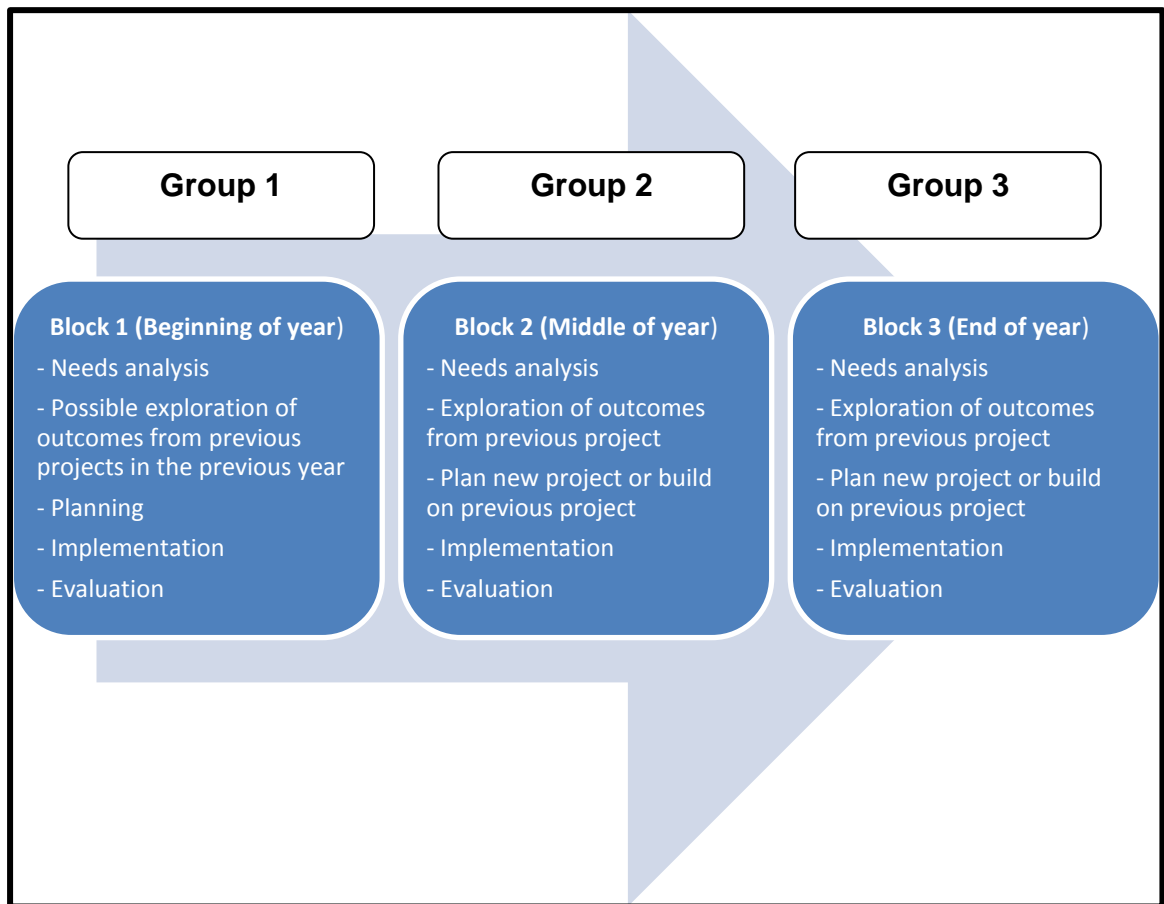 Group 1
Group 2
Group 3
Block 1 (Beginning of year)
- Needs analysis
- Possible exploration of
outcomes from previous
projects in the previous year
- Planning
- Implementation
- Evaluation
Block 2 (Middle of year)
- Needs analysis
- Exploration of outcomes
from previous project
- Plan new project or build
on previous project
- Implementation
- Evaluation
Block 3 (End of year)
- Needs analysis
- Exploration of outcomes
from previous project
- Plan new project or build
on previous project
- Implementation
- Evaluation